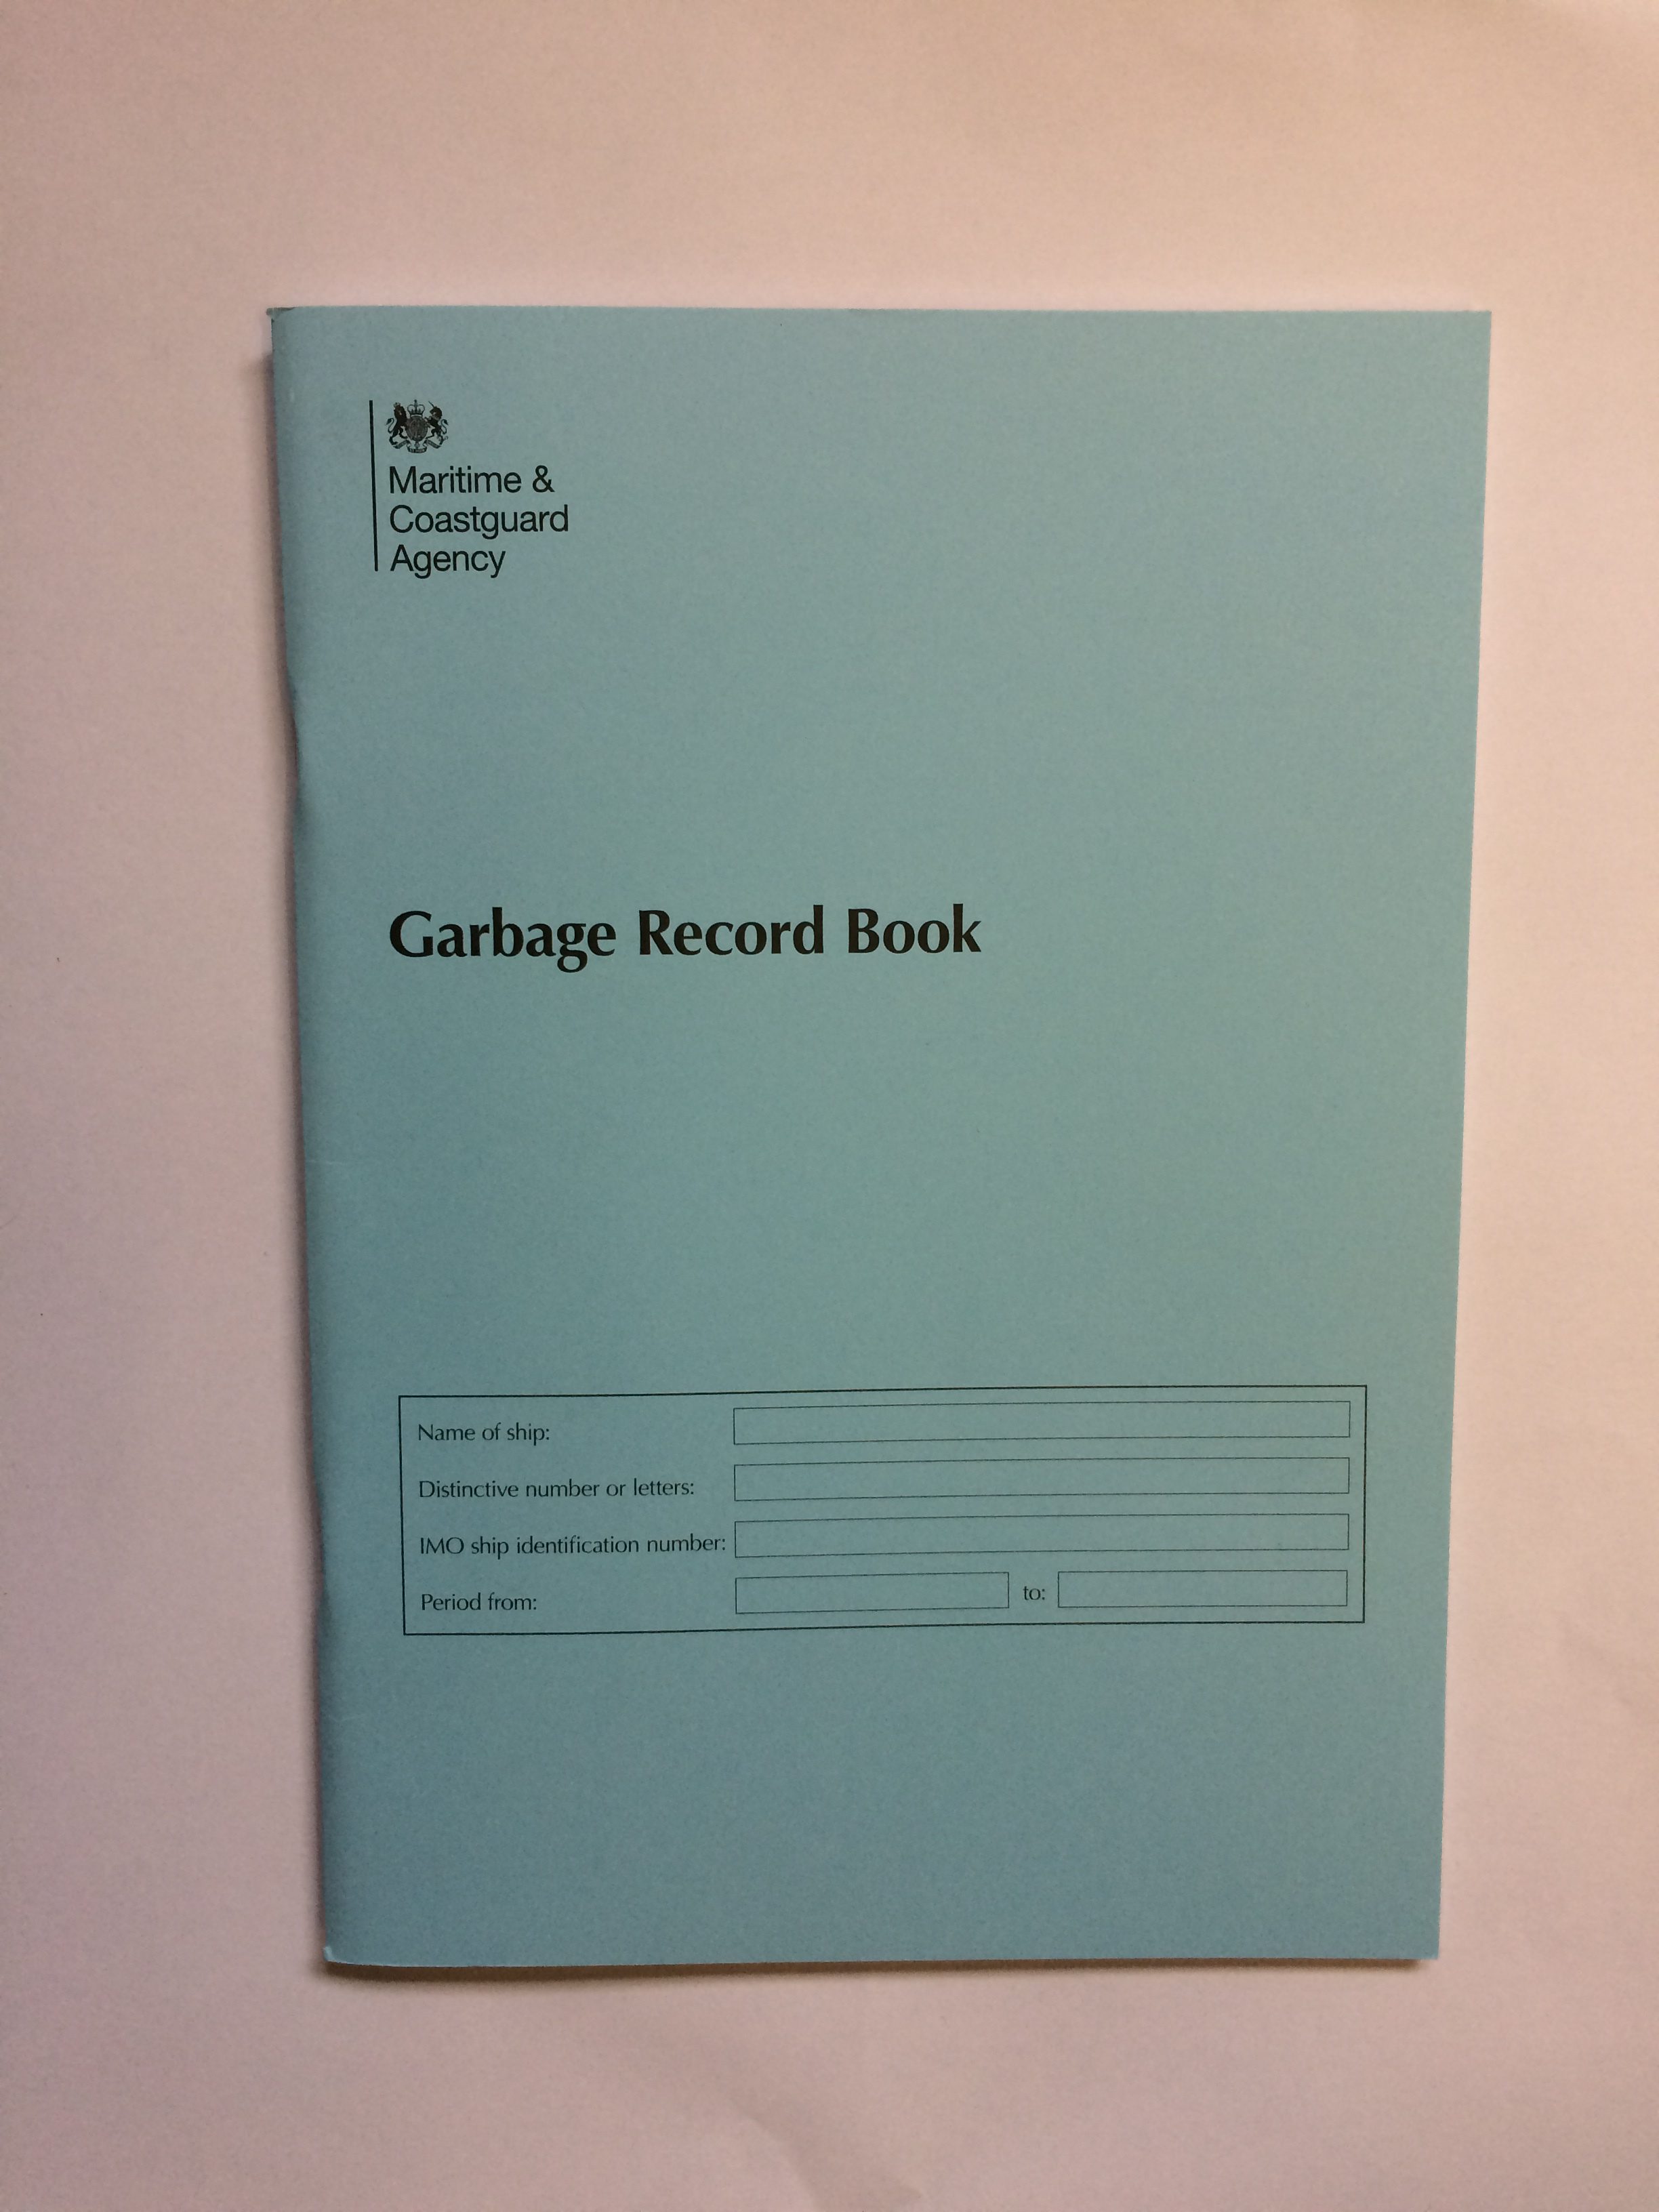 Maritime &
Coastguard
Agency
Garbage Record Book
Name of ship:
Distinctive number or letters:
IMO ship identification number:
Period from: to: